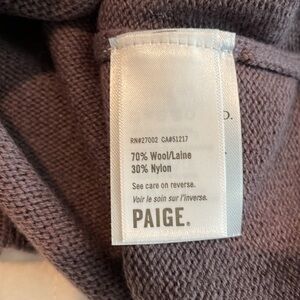 RN#27002 CA#51217
70% Wool/Laine
30% Nylon
See care on reverse.
Voir le soin sur l'inverse.
PAIGE®
D.